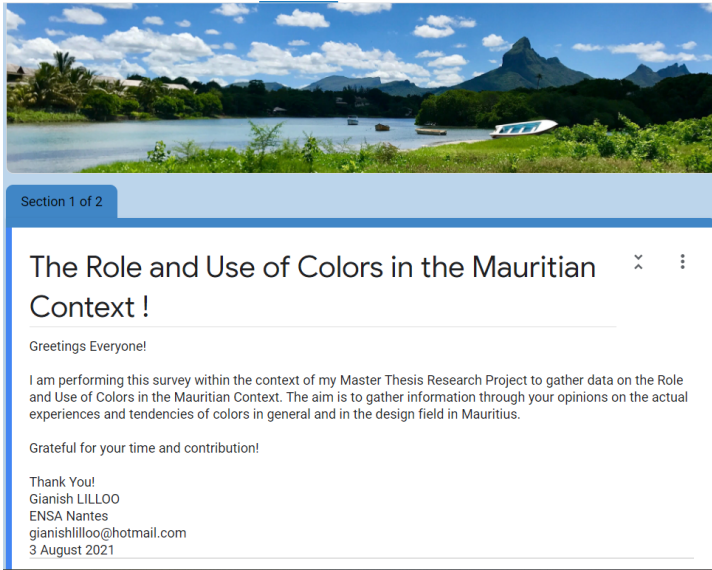 Section 1 of 2
The Role and Use of Colors in the Mauritian
Context !
Greetings Everyone!
I am performing this survey within the context of my Master Thesis Research Project to gather data on the Role
and Use of Colors in the Mauritian Context. The aim is to gather information through your opinions on the actual
experiences and tendencies of colors in general and in the design field in Mauritius.
Grateful for your time and contribution!
Thank You!
Gianish LILLOO
ENSA Nantes
gianishlilloo@hotmail.com
3 August 2021